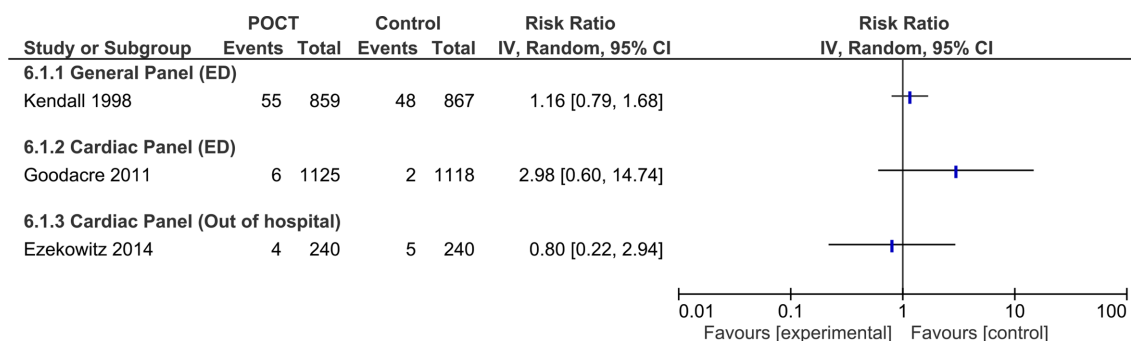 POCT Control Risk Ratio Risk Ratio
Study or Subgroup Events Total Events Total IV, Random, 95% CI IV, Random, 95% CI
6.1.1 General Panel (ED)
Kendall 1998 55 859 48 867 1.16 [0.79, 1.68]
6.1.2 Cardiac Panel (ED)
Goodacre 2011 6 1125 2 1118 2.98 [0.60, 14.74]
6.1.3 Cardiac Panel (Out of hospital)
Ezekowitz 2014 4 240 5 240 0.80 [0.22, 2.94]
0.01 0.1 1 10 100
Favours [experimental] Favours [control]